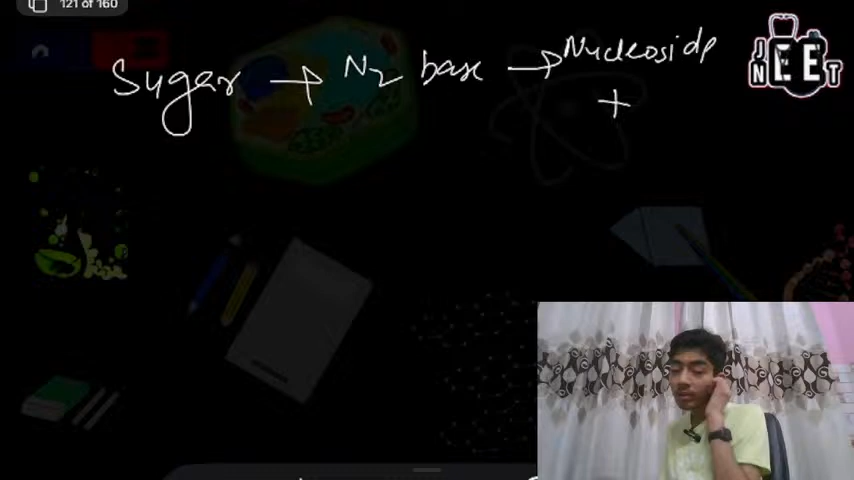 121 of 160
Sugar → N2 base → Nucleoside
+
J
NEET